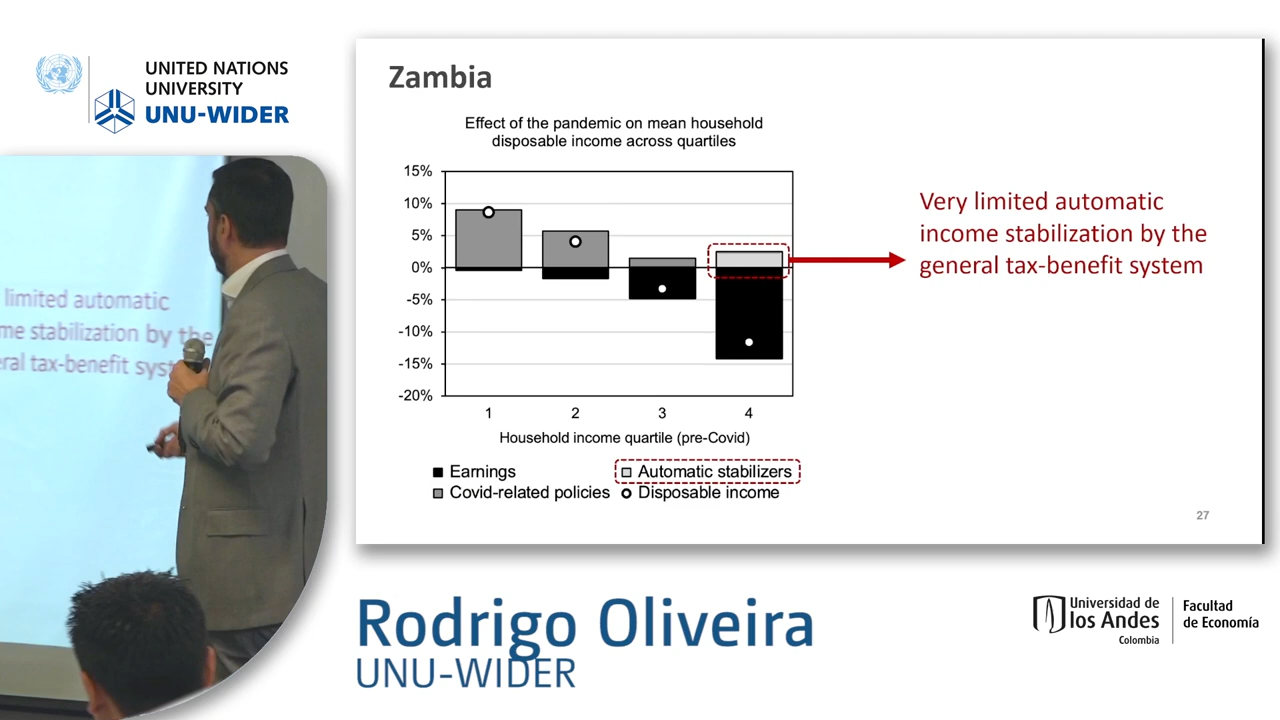 UNITED NATIONS
UNIVERSITY
UNU-WIDER
Zambia
Effect of the pandemic on mean household
disposable income across quartiles
15%
10%
5%
0%
-5%
-10%
-15%
-20%
1 2 3 4
Household income quartile (pre-Covid)
Earnings Automatic stabilizers
Covid-related policies Disposable income
Very limited automatic
income stabilization by the
general tax-benefit system
27
limited automatic
me stabilization by the
ral tax-benefit syst
Rodrigo Oliveira
UNU-WIDER
Universidad de
los Andes
Colombia
Facultad
de Economía